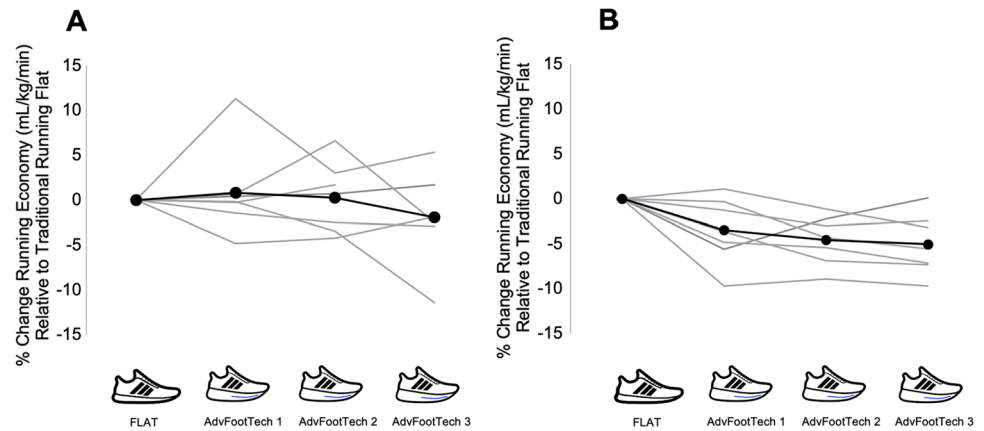 A
% Change Running Economy (mL/kg/min)
Relative to Traditional Running Flat
15
10
5
0
-5
-10
-15
FLAT
AdvFootTech 1
AdvFootTech 2
AdvFootTech 3
B
% Change Running Economy (mL/kg/min)
Relative to Traditional Running Flat
15
10
5
0
-5
-10
-15
FLAT
AdvFootTech 1
AdvFootTech 2
AdvFootTech 3